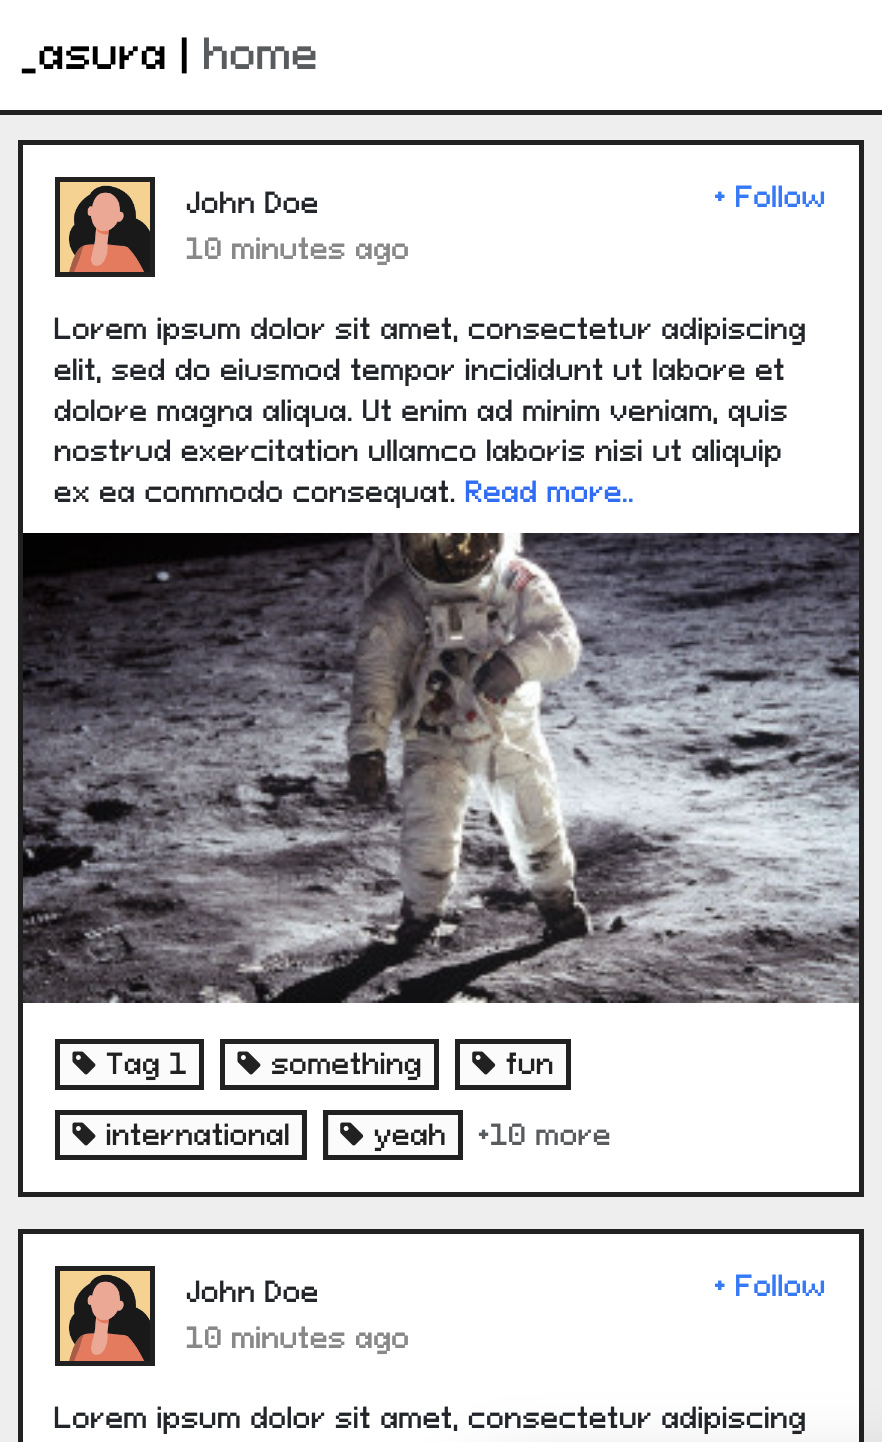 _asura | home
John Doe
+ Follow
10 minutes ago
Lorem ipsum dolor sit amet, consectetur adipiscing
elit, sed do eiusmod tempor incididunt ut labore et
dolore magna aliqua. Ut enim ad minim veniam, quis
nostrud exercitation ullamco laboris nisi ut aliquip
ex ea commodo consequat. Read more..
Tag 1 something fun
international yeah +10 more
John Doe
+ Follow
10 minutes ago
Lorem ipsum dolor sit amet, consectetur adipiscing